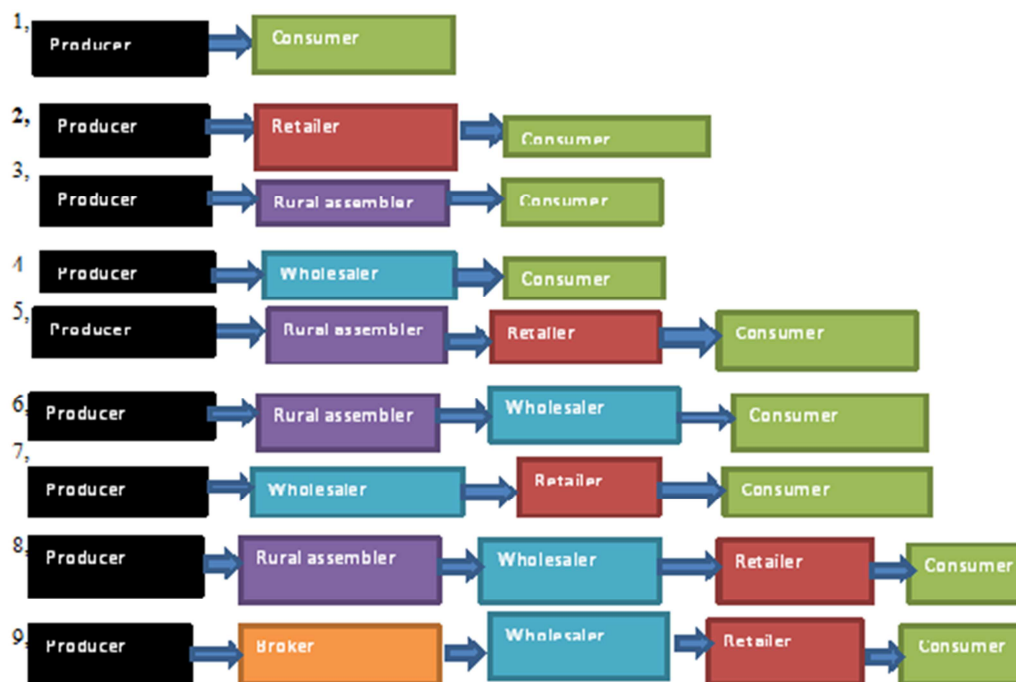 1, Producer Consumer
2, Producer Retailer Consumer
3, Producer Rural assembler Consumer
4 Producer Wholesaler Consumer
5, Producer Rural assembler Retailer Consumer
6, Producer Rural assembler Wholesaler Consumer
7, Producer Wholesaler Retailer Consumer
8, Producer Rural assembler Wholesaler Retailer Consumer
9, Producer Broker Wholesaler Retailer Consumer